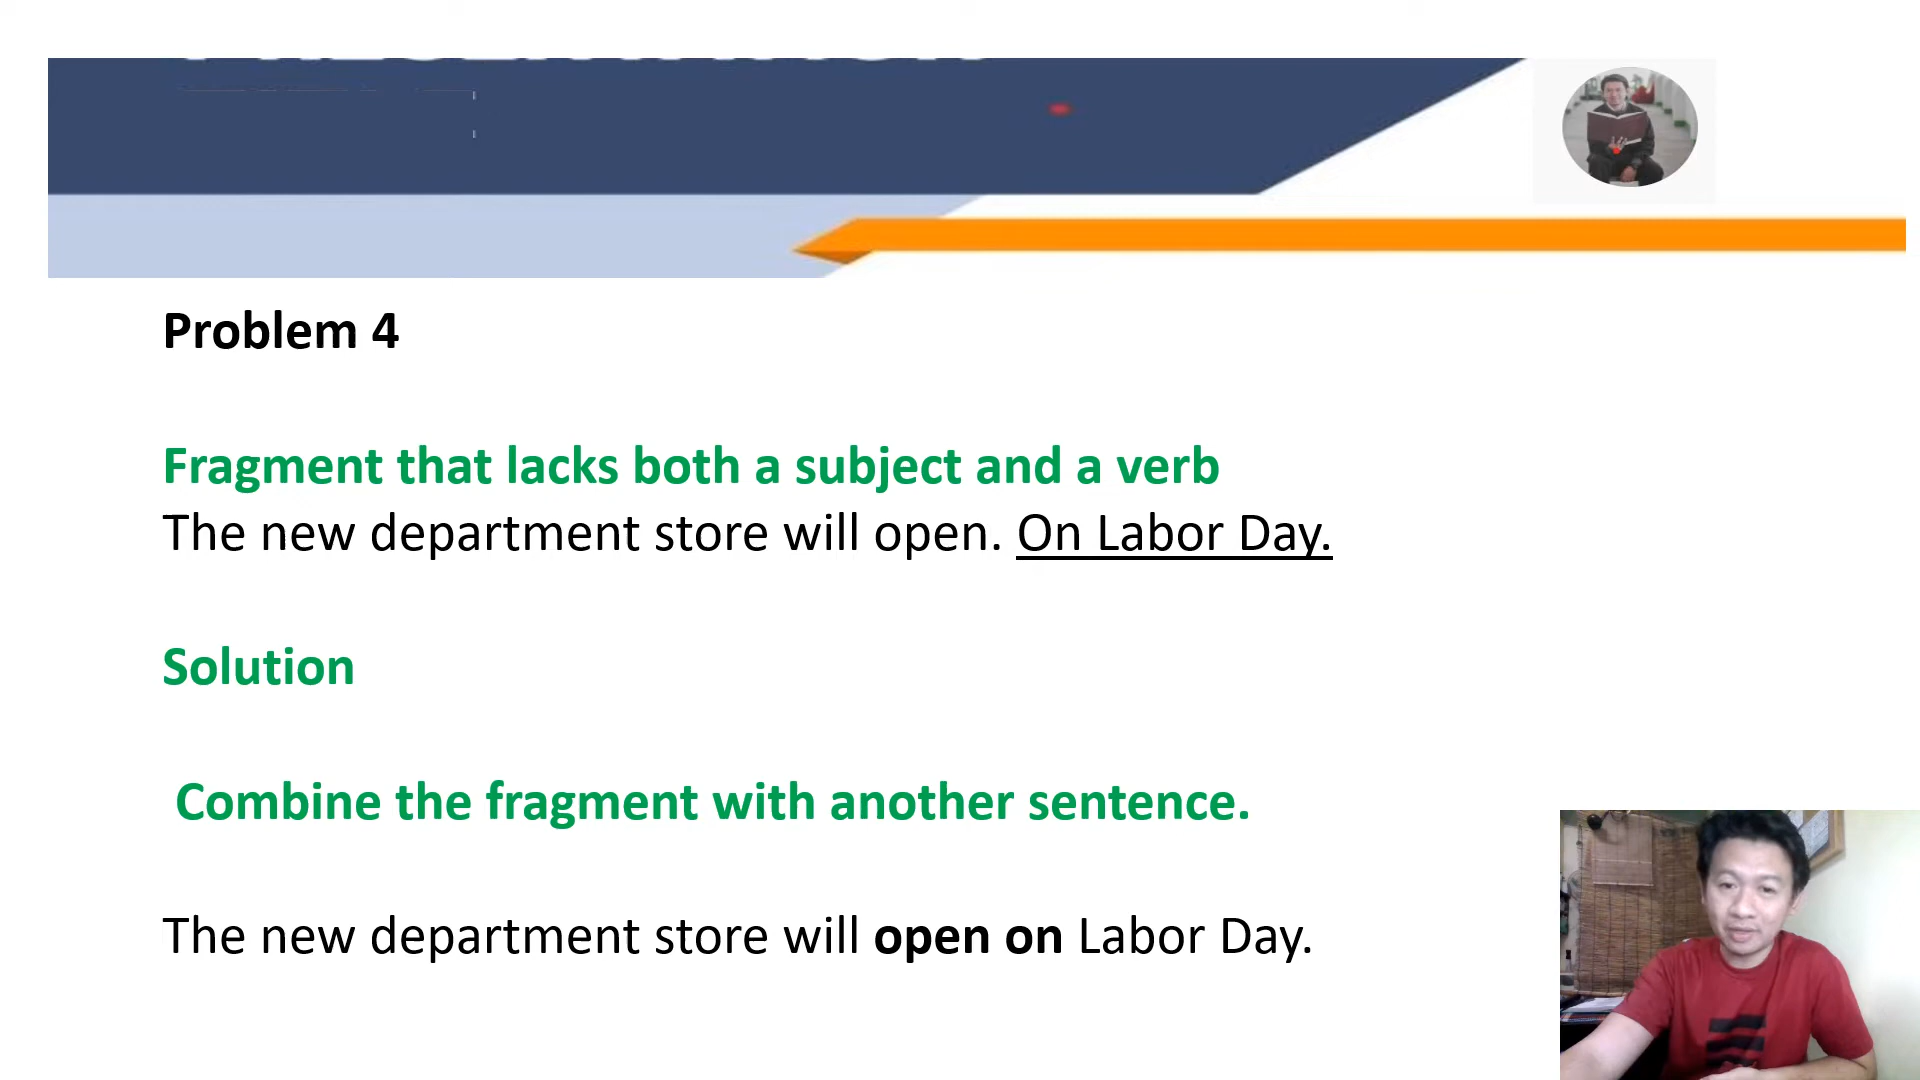 Problem 4
Fragment that lacks both a subject and a verb
The new department store will open. On Labor Day.
Solution
Combine the fragment with another sentence.
The new department store will open on Labor Day.